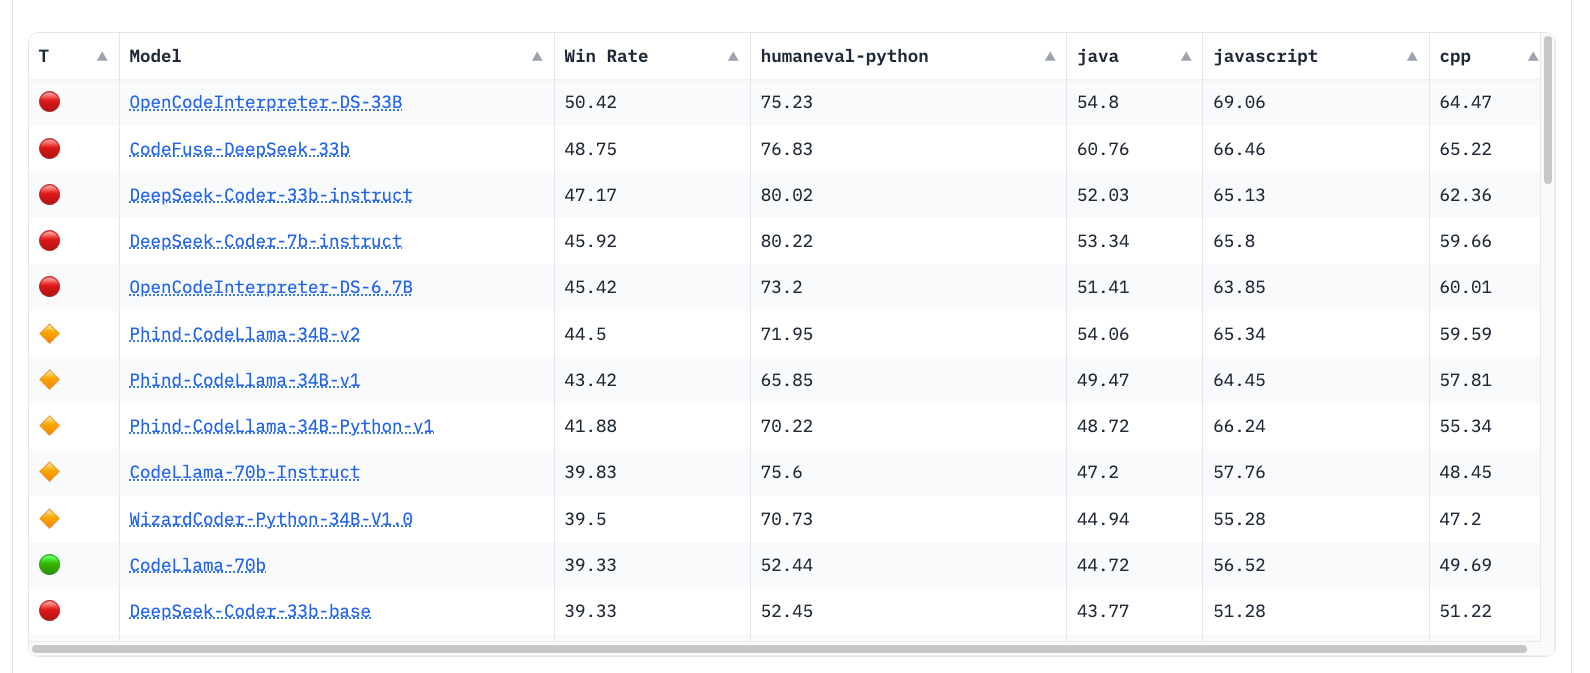 T Model Win Rate humaneval-python java javascript cpp
OpenCodeInterpreter-DS-33B 50.42 75.23 54.8 69.06 64.47
CodeFuse-DeepSeek-33b 48.75 76.83 60.76 66.46 65.22
DeepSeek-Coder-33b-instruct 47.17 80.02 52.03 65.13 62.36
DeepSeek-Coder-7b-instruct 45.92 80.22 53.34 65.8 59.66
OpenCodeInterpreter-DS-6.7B 45.42 73.2 51.41 63.85 60.01
Phind-CodeLlama-34B-v2 44.5 71.95 54.06 65.34 59.59
Phind-CodeLlama-34B-v1 43.42 65.85 49.47 64.45 57.81
Phind-CodeLlama-34B-Python-v1 41.88 70.22 48.72 66.24 55.34
CodeLlama-70b-Instruct 39.83 75.6 47.2 57.76 48.45
WizardCoder-Python-34B-V1.0 39.5 70.73 44.94 55.28 47.2
CodeLlama-70b 39.33 52.44 44.72 56.52 49.69
DeepSeek-Coder-33b-base 39.33 52.45 43.77 51.28 51.22